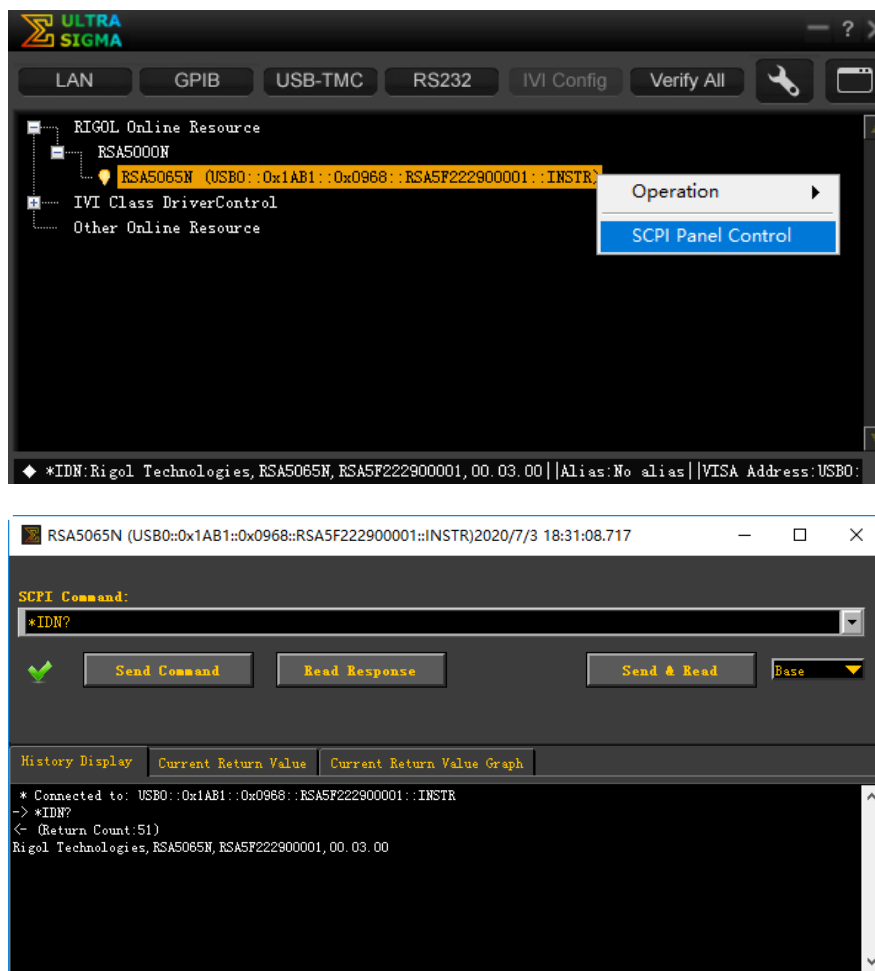 ULTRA
SIGMA
LAN GPIB USB-TMC RS232 IVI Config Verify All
RIGOL Online Resource
RSA5000N
RSA5065N (USB0::0x1AB1::0x0968::RSA5F222900001::INSTR)
Operation
IVI Class DriverControl
Other Online Resource
SCPI Panel Control
*IDN:Rigol Technologies,RSA5065N,RSA5F222900001,00.03.00||Alias:No alias||VISA Address:USB0:
RSA5065N (USB0::0x1AB1::0x0968::RSA5F222900001::INSTR)2020/7/3 18:31:08.717
SCPI Command:
*IDN?
Send Command Read Response Send & Read Base
History Display Current Return Value Current Return Value Graph
* Connected to: USB0::0x1AB1::0x0968::RSA5F222900001::INSTR
-> *IDN?
<- (Return Count:51)
Rigol Technologies,RSA5065N,RSA5F222900001,00.03.00